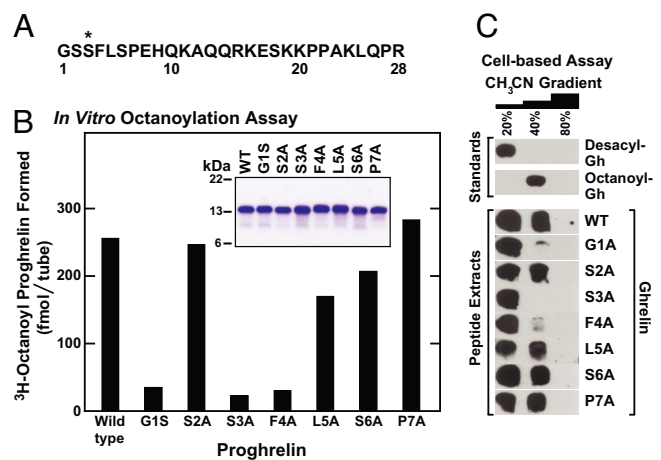 A
*
GSSFLSPEHQKAQQRKESKKPPAKLQPR
1 10 20 28
B In Vitro Octanoylation Assay
³H-Octanoyl Proghrelin Formed
(fmol/tube)
300
200
100
0
kDa
22
13
6
WT G1S S2A S3A F4A L5A S6A P7A
Wild type G1S S2A S3A F4A L5A S6A P7A
Proghrelin
C
Cell-based Assay
CH₃CN Gradient
20% 40% 80%
Standards
Desacyl-
Gh
Octanoyl-
Gh
Peptide Extracts
WT
G1A
S2A
S3A
F4A
L5A
S6A
P7A
Ghrelin